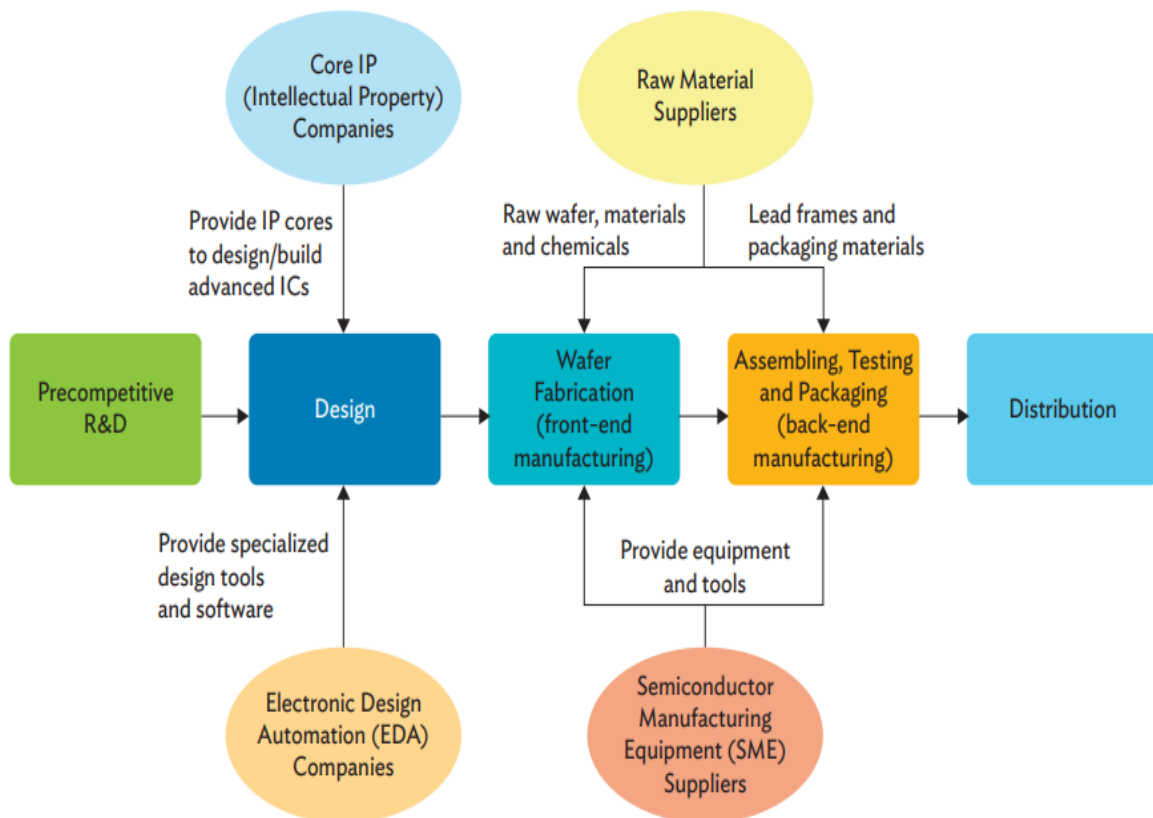 Core IP
(Intellectual Property)
Companies
Raw Material
Suppliers
Provide IP cores
to design/build
advanced ICs
Raw wafer, materials
and chemicals
Lead frames and
packaging materials
Precompetitive
R&D
Design
Wafer
Fabrication
(front-end
manufacturing)
Assembling, Testing
and Packaging
(back-end
manufacturing)
Distribution
Provide specialized
design tools
and software
Provide equipment
and tools
Electronic Design
Automation (EDA)
Companies
Semiconductor
Manufacturing
Equipment (SME)
Suppliers